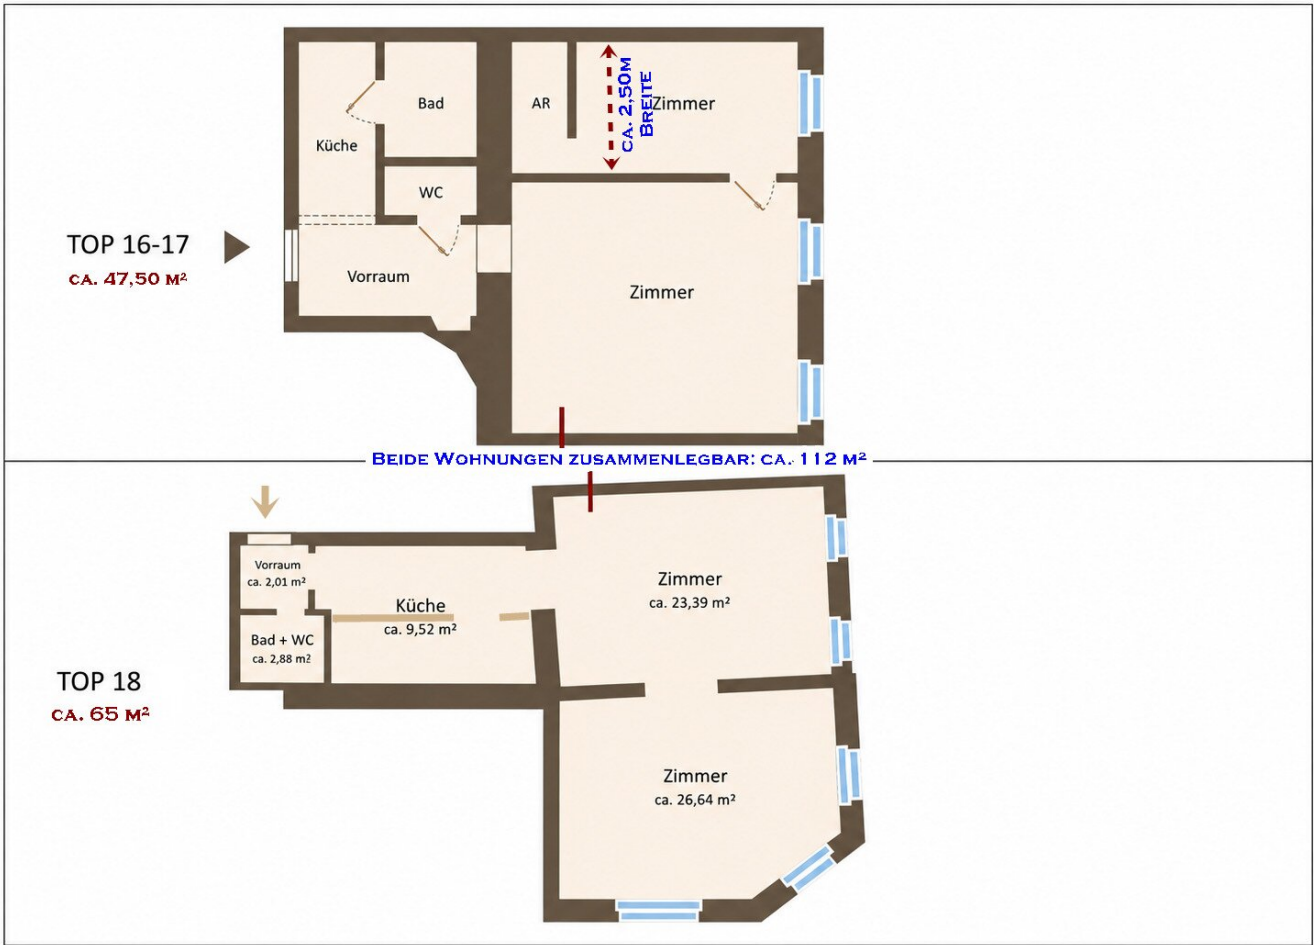 Bad
AR
CA. 2,50M
BREITE
Zimmer
Küche
WC
TOP 16-17
CA. 47,50 M²
Vorraum
Zimmer
BEIDE WOHNUNGEN ZUSAMMENLEGBAR: CA. 112 M²
Vorraum
ca. 2,01 m²
Küche
ca. 9,52 m²
Zimmer
ca. 23,39 m²
Bad + WC
ca. 2,88 m²
TOP 18
CA. 65 M²
Zimmer
ca. 26,64 m²